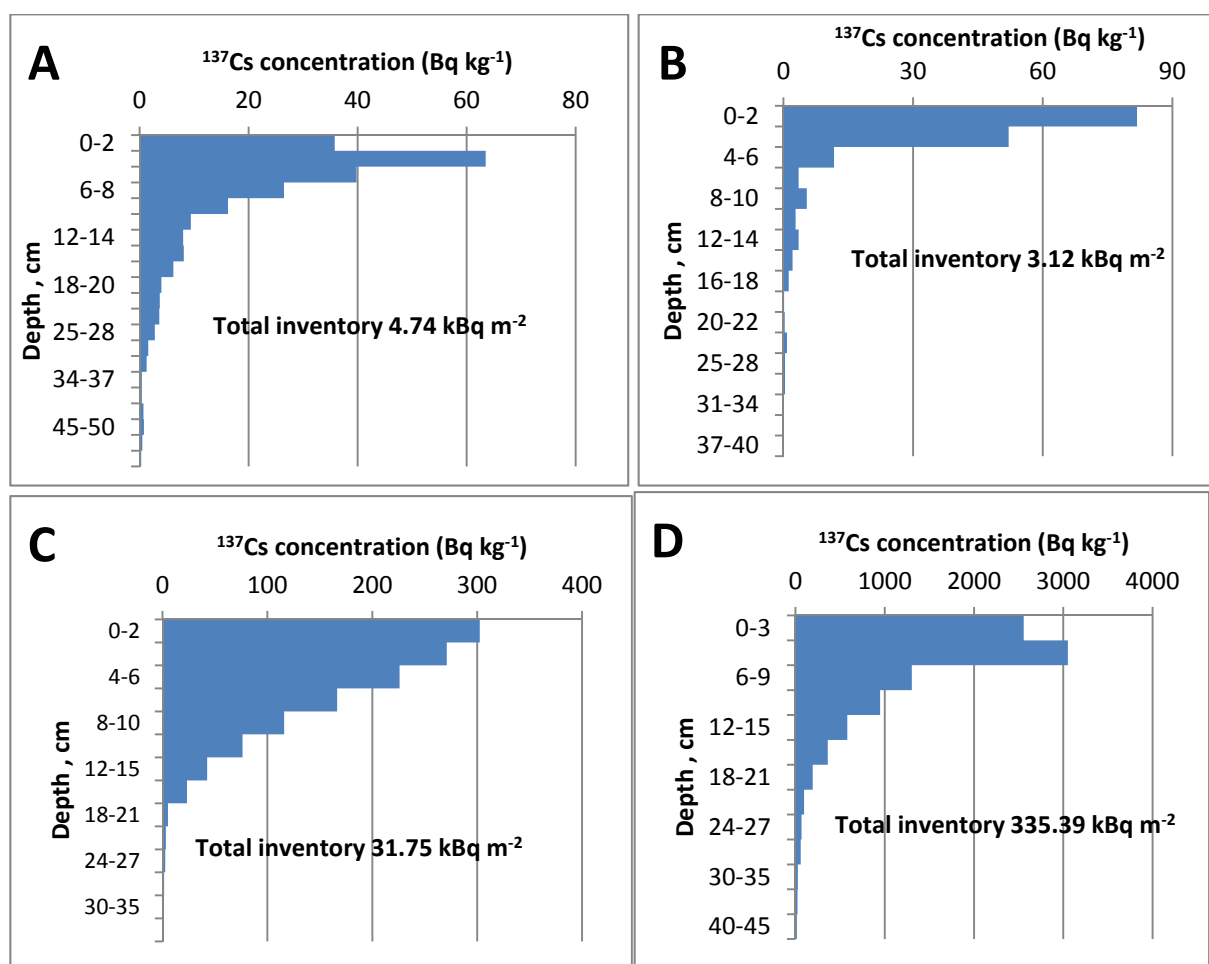 A
¹³⁷Cs concentration (Bq kg⁻¹)
0 20 40 60 80
Depth , cm
0-2
6-8
12-14
18-20
25-28
34-37
45-50
Total inventory 4.74 kBq m⁻²
B
¹³⁷Cs concentration (Bq kg⁻¹)
0 30 60 90
Depth , cm
0-2
4-6
8-10
12-14
16-18
20-22
25-28
31-34
37-40
Total inventory 3.12 kBq m⁻²
C
¹³⁷Cs concentration (Bq kg⁻¹)
0 100 200 300 400
Depth , cm
0-2
4-6
8-10
12-15
18-21
24-27
30-35
Total inventory 31.75 kBq m⁻²
D
¹³⁷Cs concentration (Bq kg⁻¹)
0 1000 2000 3000 4000
Depth , cm
0-3
6-9
12-15
18-21
24-27
30-35
40-45
Total inventory 335.39 kBq m⁻²